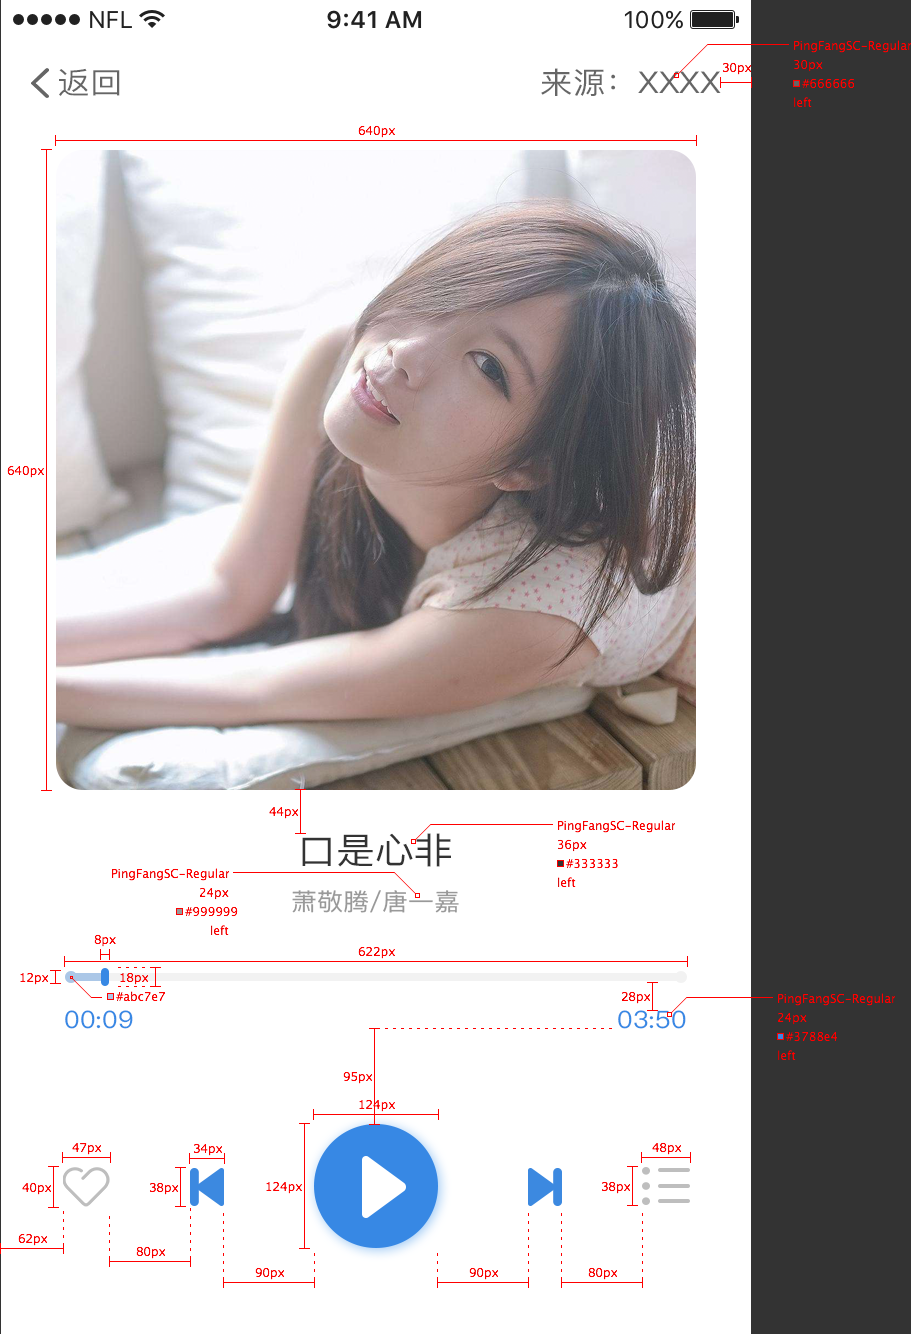 NFL 9:41 AM 100%
PingFangSC-Regular
30px
#666666
left
返回 来源：XXXX 30px
640px
640px
44px
口是心非
PingFangSC-Regular
36px
#333333
left
PingFangSC-Regular
24px
#999999
left
萧敬腾/唐一嘉
8px
622px
12px
18px
#abc7e7
28px
00:09 03:50
PingFangSC-Regular
24px
#3788e4
left
95px
124px
47px 34px 48px
40px 38px 124px 38px
62px
80px
90px 90px 80px